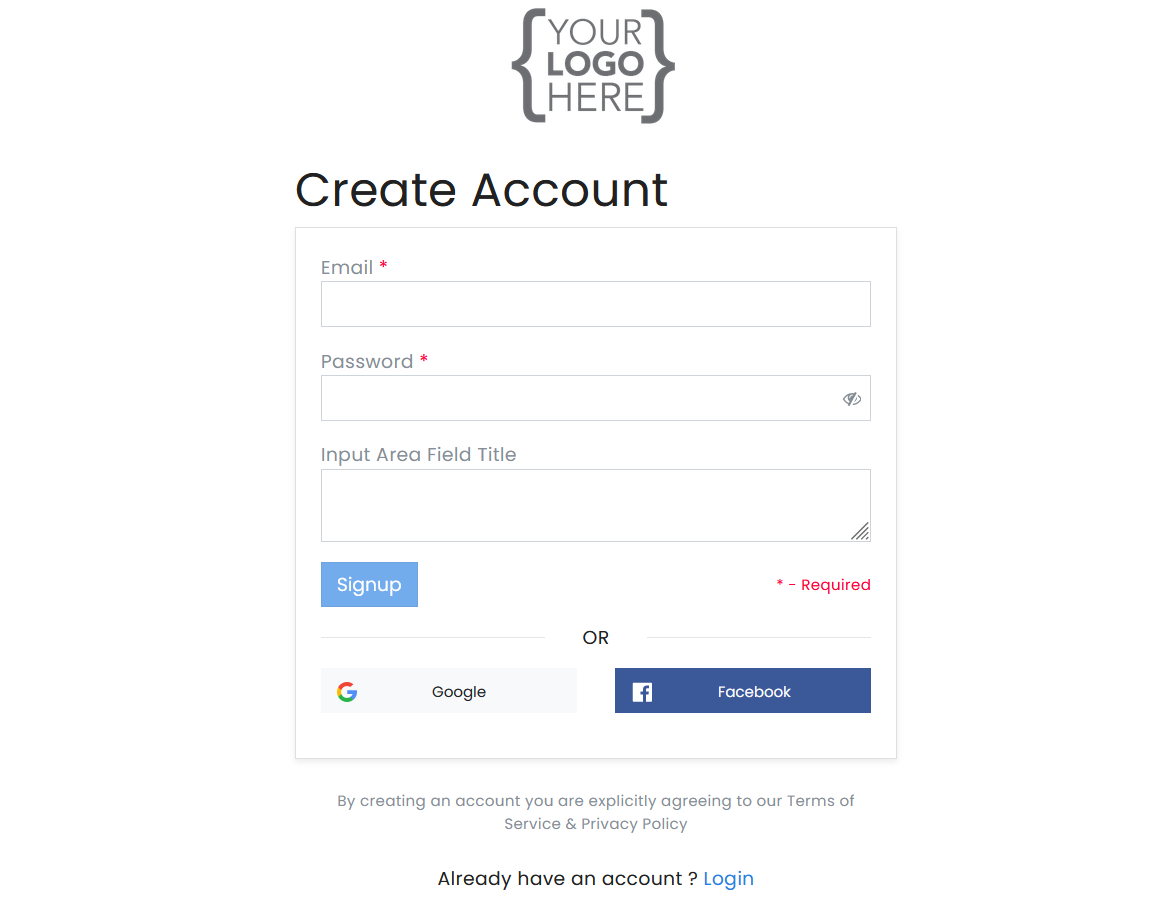 YOUR
LOGO
HERE
Create Account
Email *
Password *
Input Area Field Title
Signup
* - Required
OR
Google
Facebook
By creating an account you are explicitly agreeing to our Terms of
Service & Privacy Policy
Already have an account ? Login